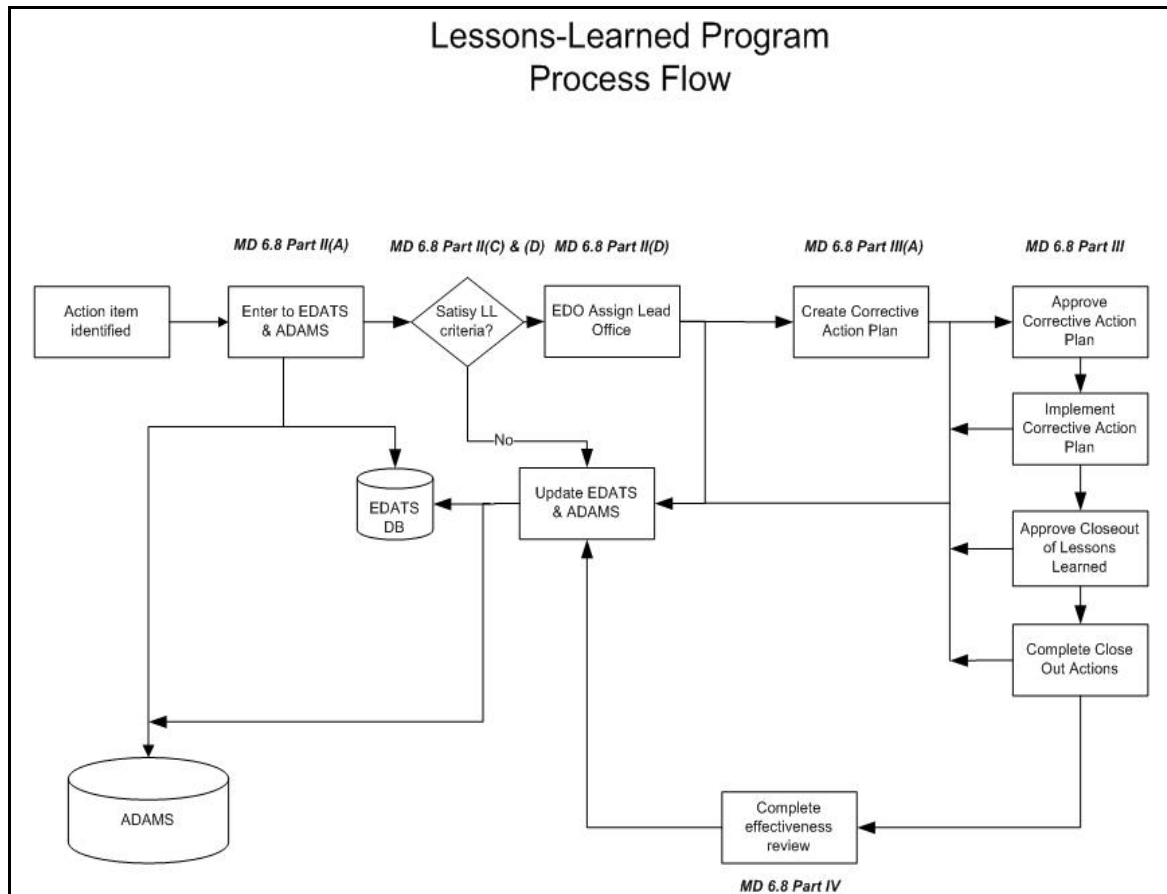 Lessons-Learned Program
Process Flow
MD 6.8 Part II(A)
MD 6.8 Part II(C) & (D)
MD 6.8 Part II(D)
MD 6.8 Part III(A)
MD 6.8 Part III
Action item
identified
Enter to EDATS
& ADAMS
Satisy LL
criteria?
EDO Assign Lead
Office
Create Corrective
Action Plan
Approve
Corrective Action
Plan
Implement
Corrective Action
Plan
No
EDATS
DB
Update EDATS
& ADAMS
Approve Closeout
of Lessons
Learned
Complete Close
Out Actions
ADAMS
Complete
effectiveness
review
MD 6.8 Part IV